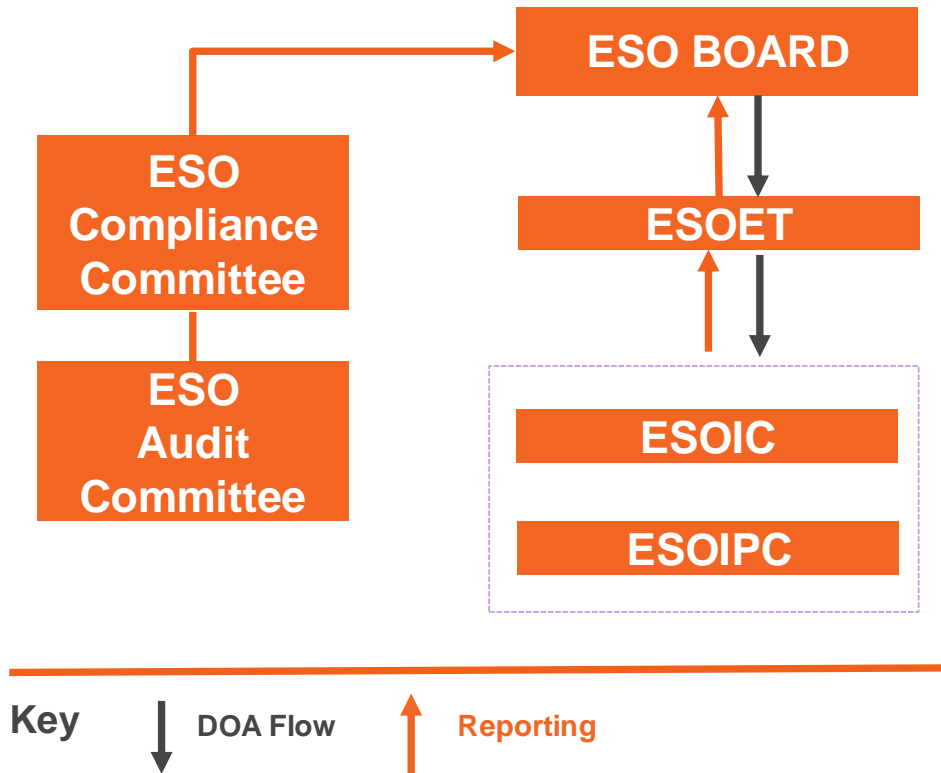 ESO BOARD
ESO
Compliance
Committee
ESOET
ESO
Audit
Committee
ESOIC
ESOIPC
Key
DOA Flow
Reporting